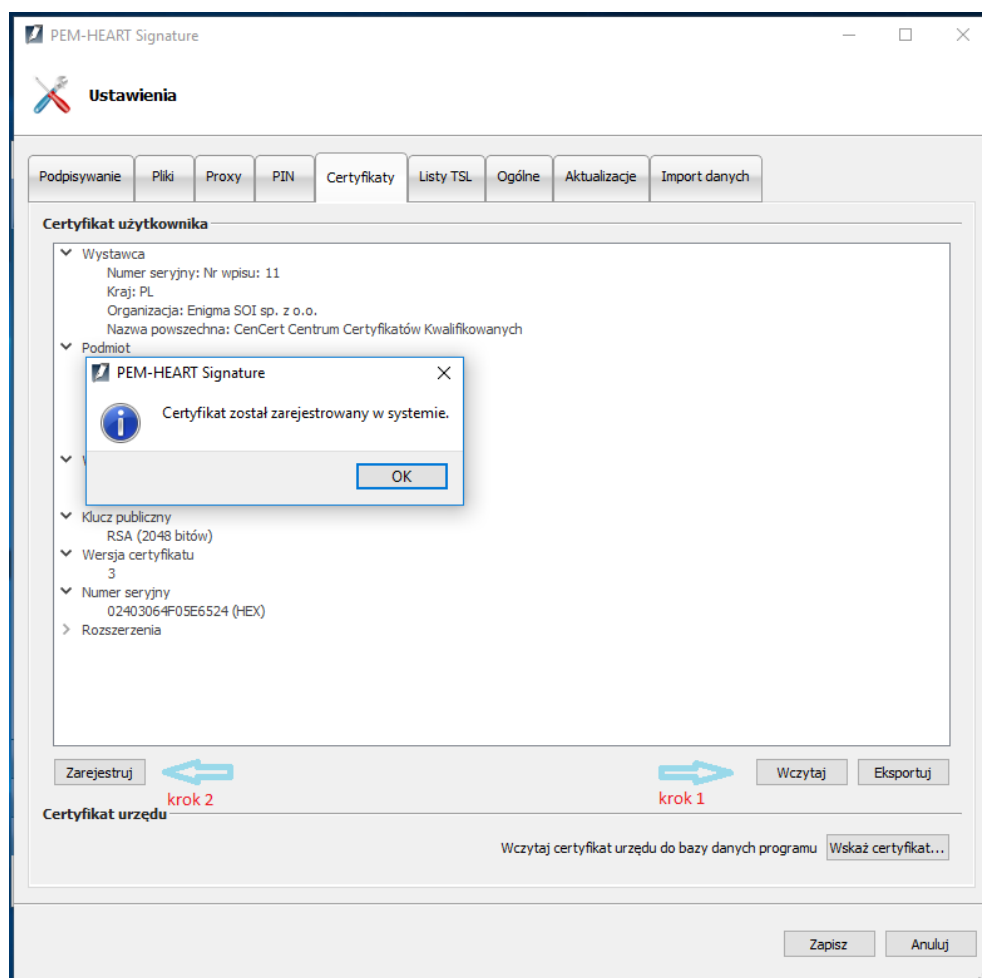 PEM-HEART Signature
Ustawienia
Podpisywanie
Pliki
Proxy
PIN
Certyfikaty
Listy TSL
Ogólne
Aktualizacje
Import danych
Certyfikat użytkownika
Wystawca
Numer seryjny: Nr wpisu: 11
Kraj: PL
Organizacja: Enigma SOI sp. z o.o.
Nazwa powszechna: CenCert Centrum Certyfikatów Kwalifikowanych
Podmiot
PEM-HEART Signature
Certyfikat został zarejestrowany w systemie.
OK
Klucz publiczny
RSA (2048 bitów)
Wersja certyfikatu
3
Numer seryjny
02403064F05E6524 (HEX)
Rozszerzenia
Zarejestruj
krok 2
krok 1
Wczytaj
Eksportuj
Certyfikat urzędu
Wczytaj certyfikat urzędu do bazy danych programu
Wskaż certyfikat...
Zapisz
Anuluj